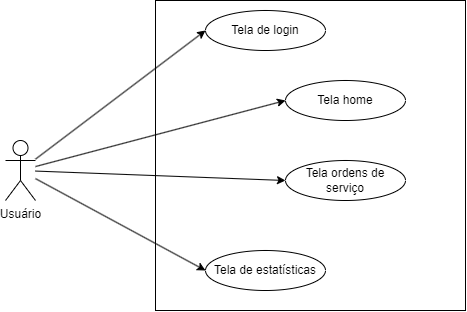 Tela de login
Tela home
Tela ordens de
serviço
Usuário
Tela de estatísticas